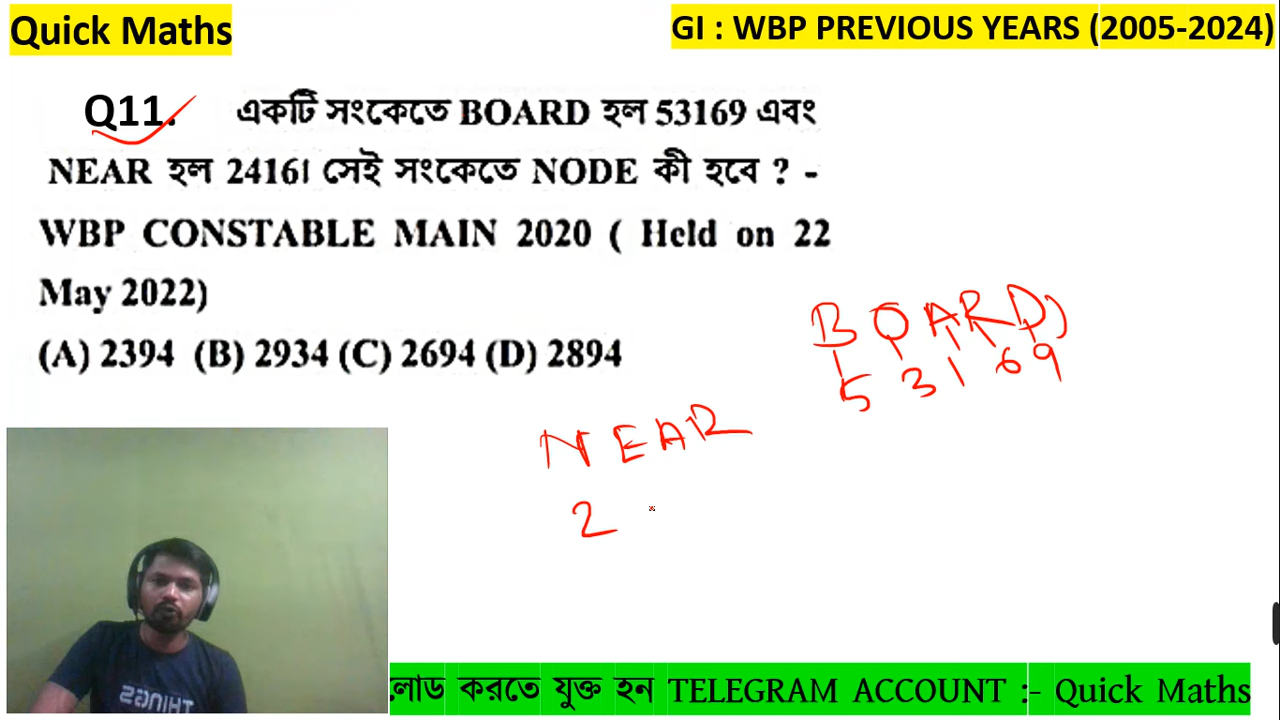 Quick Maths
GI : WBP PREVIOUS YEARS (2005-2024)
Q11. একটি সংকেতে BOARD হল 53169 এবং
NEAR হল 2416। সেই সংকেতে NODE কী হবে ? -
WBP CONSTABLE MAIN 2020 ( Held on 22
May 2022)
(A) 2394 (B) 2934 (C) 2694 (D) 2894
BOARD
53169
NEAR
2
THINGS
লোড করতে যুক্ত হন TELEGRAM ACCOUNT :- Quick Maths